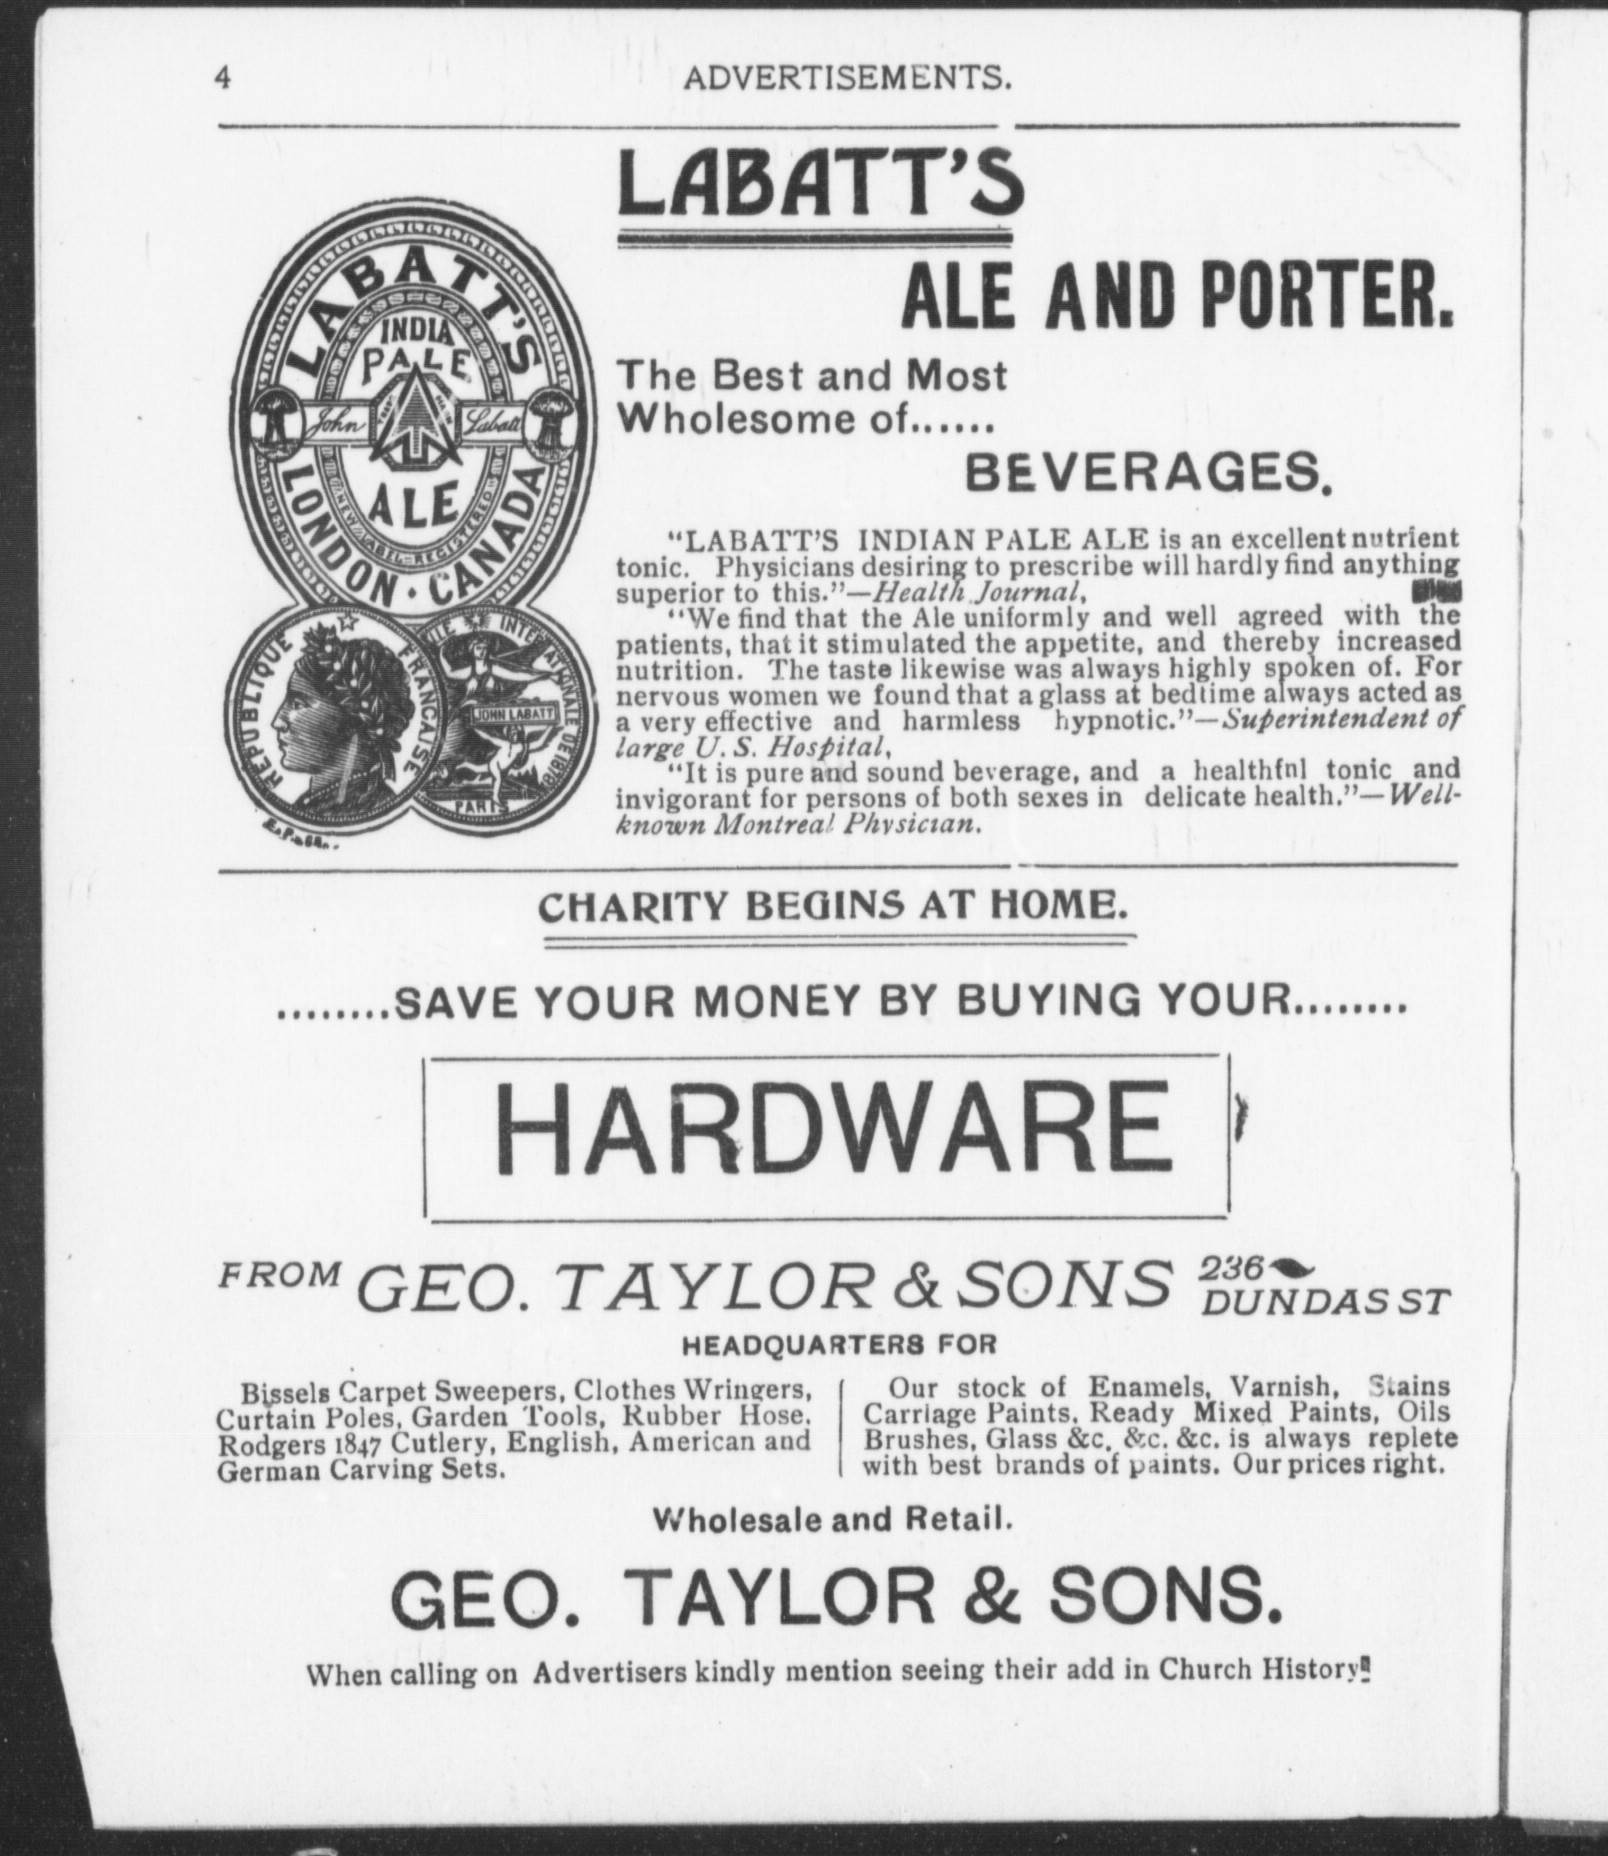 4
ADVERTISEMENTS.
LABATT'S
INDIA
PALE
John Labatt
ALE
NEW LABEL-REGISTERED
LONDON · CANADA
REPUBLIQUE FRANCAISE
INTERNATIONALE DE 1878
JOHN LABATT
PARIS
LABATT'S
ALE AND PORTER.
The Best and Most
Wholesome of......
BEVERAGES.
"LABATT'S INDIAN PALE ALE is an excellent nutrient
tonic. Physicians desiring to prescribe will hardly find anything
superior to this."—Health Journal,
"We find that the Ale uniformly and well agreed with the
patients, that it stimulated the appetite, and thereby increased
nutrition. The taste likewise was always highly spoken of. For
nervous women we found that a glass at bedtime always acted as
a very effective and harmless hypnotic."—Superintendent of
large U. S. Hospital,
"It is pure and sound beverage, and a healthfnl tonic and
invigorant for persons of both sexes in delicate health."—Well-
known Montreal Physician.
CHARITY BEGINS AT HOME.
........SAVE YOUR MONEY BY BUYING YOUR........
HARDWARE
FROM GEO. TAYLOR & SONS 236
DUNDAS ST
HEADQUARTERS FOR
Bissels Carpet Sweepers, Clothes Wringers,
Curtain Poles, Garden Tools, Rubber Hose.
Rodgers 1847 Cutlery, English, American and
German Carving Sets.
Our stock of Enamels, Varnish, Stains
Carriage Paints, Ready Mixed Paints, Oils
Brushes, Glass &c. &c. &c. is always replete
with best brands of paints. Our prices right.
Wholesale and Retail.
GEO. TAYLOR & SONS.
When calling on Advertisers kindly mention seeing their add in Church History